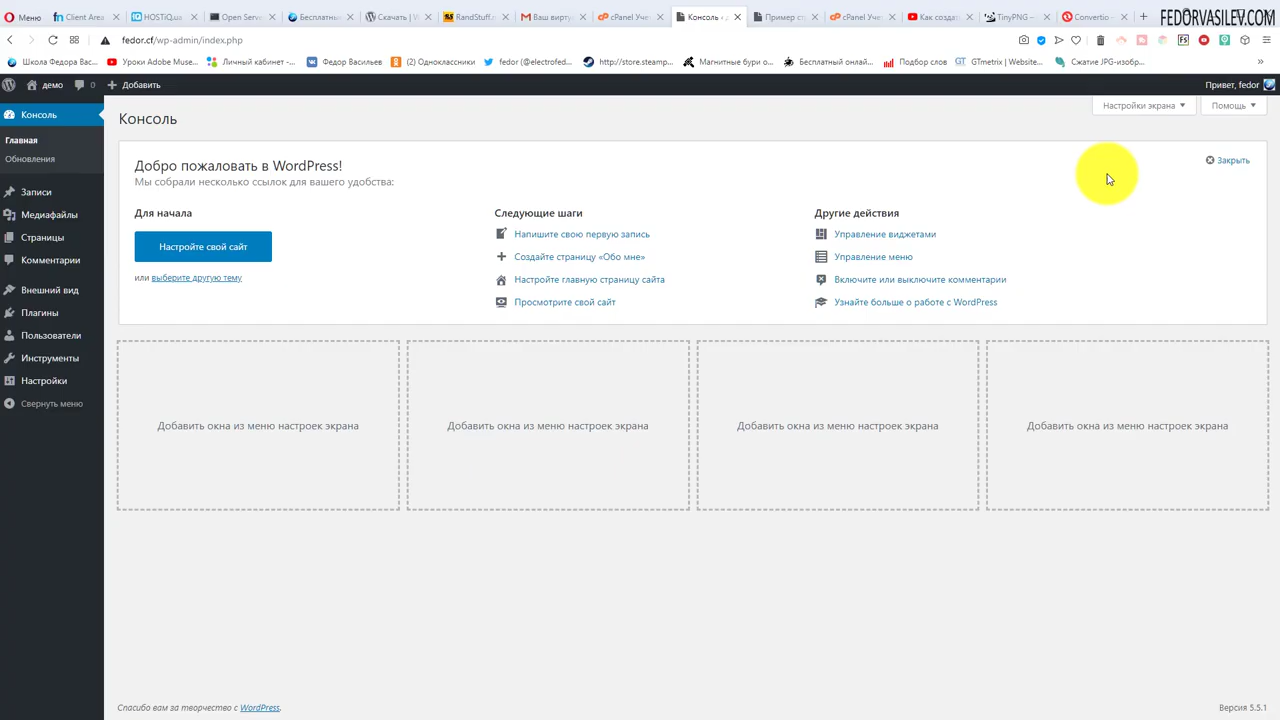 Меню
Client Area
HOSTiQ.ua
Open Serve
Бесплатны
Скачать | W
RandStuff.r
Ваш вирту
cPanel Уче
Консоль ‹ д
Пример ст
cPanel Уче
Как создат
TinyPNG –
Convertio –
FEDORVASILEV.COM
fedor.cf/wp-admin/index.php
Школа Федора Вас...
Уроки Adobe Muse...
Личный кабинет -...
Федор Васильев
(2) Одноклассники
fedor (@electrofed...
http://store.steamp...
Магнитные бури о...
Бесплатный онлай...
Подбор слов
GTmetrix | Website...
Сжатие JPG-изобр...
демо
0
Добавить
Привет, fedor
Консоль
Главная
Обновления
Записи
Медиафайлы
Страницы
Комментарии
Внешний вид
Плагины
Пользователи
Инструменты
Настройки
Свернуть меню
Настройки экрана
Помощь
Консоль
Добро пожаловать в WordPress!
Закрыть
Мы собрали несколько ссылок для вашего удобства:
Для начала
Настройте свой сайт
или выберите другую тему
Следующие шаги
Напишите свою первую запись
Создайте страницу «Обо мне»
Настройте главную страницу сайта
Просмотрите свой сайт
Другие действия
Управление виджетами
Управление меню
Включите или выключите комментарии
Узнайте больше о работе с WordPress
Добавить окна из меню настроек экрана
Добавить окна из меню настроек экрана
Добавить окна из меню настроек экрана
Добавить окна из меню настроек экрана
Спасибо вам за творчество с WordPress.
Версия 5.5.1